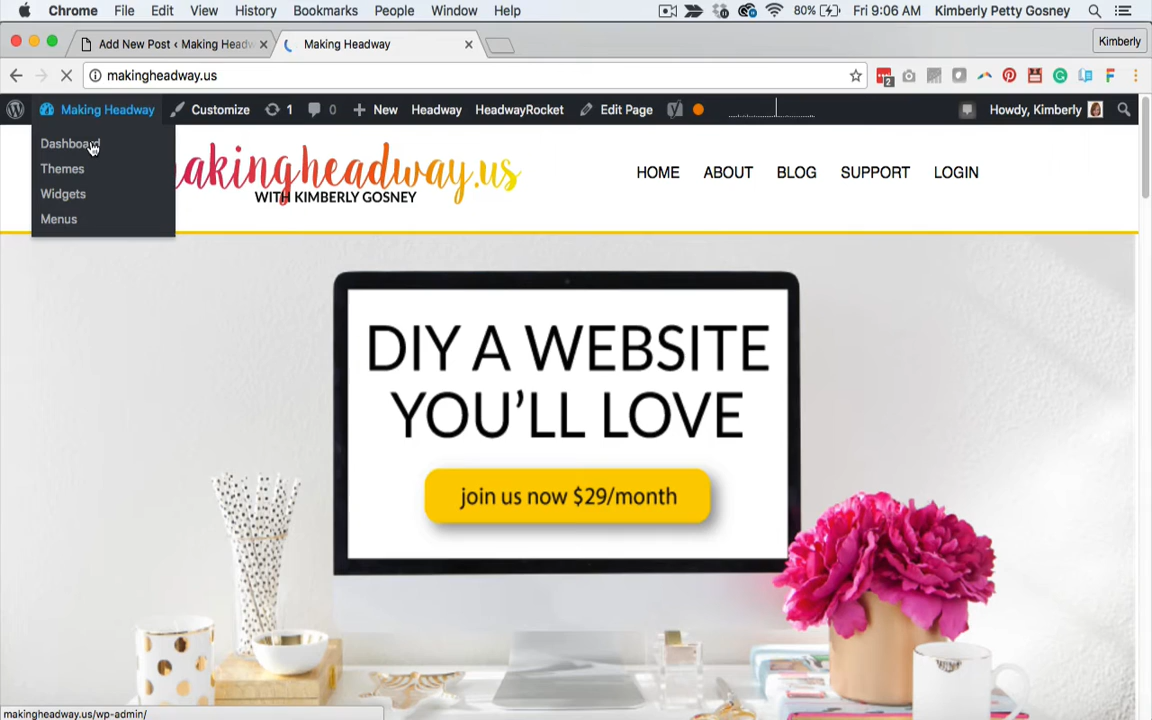 Chrome File Edit View History Bookmarks People Window Help 80% Fri 9:06 AM Kimberly Petty Gosney
Add New Post ‹ Making Headw Making Headway Kimberly
makingheadway.us 2
Making Headway Customize 1 0 New Headway HeadwayRocket Edit Page Howdy, Kimberly
Dashboard
Themes
Widgets
Menus
makingheadway.us
WITH KIMBERLY GOSNEY
HOME ABOUT BLOG SUPPORT LOGIN
DIY A WEBSITE
YOU'LL LOVE
join us now $29/month
makingheadway.us/wp-admin/